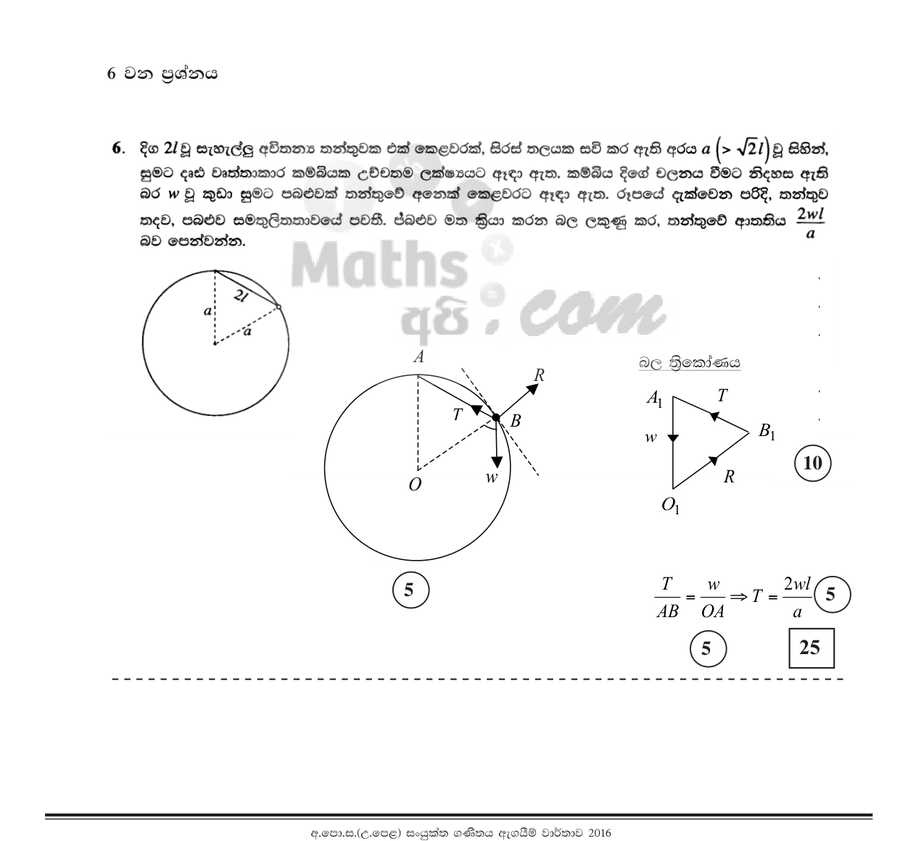 6 වන ප්‍රශ්නය
6. දිග 2l වූ සැහැල්ලු අවිතන්‍ය තන්තුවක එක් කෙළවරක්, සිරස් තලයක සවි කර ඇති අරය a (> √2 l) වූ සිහින්,
සුමට දෘඪ වෘත්තාකාර කම්බියක උච්චතම ලක්ෂ්‍යයට ඈඳා ඇත. කම්බිය දිගේ චලනය වීමට නිදහස ඇති
බර w වූ කුඩා සුමට පබළුවක් තන්තුවේ අනෙක් කෙළවරට ඈඳා ඇත. රූපයේ දැක්වෙන පරිදි, තන්තුව
තදව, පබළුව සමතුලිතතාවයේ පවතී. ප්බළුව මත ක්‍රියා කරන බල ලකුණු කර, තන්තුවේ ආතතිය 2wl/a
බව පෙන්වන්න.
Maths
අපි . com
2l
a
a
A
R
T
B
O
w
5
බල ත්‍රිකෝණය
A₁
T
w
B₁
R
O₁
10
T/AB = w/OA ⇒ T = 2wl/a 5
5 25
අ.පො.ස.(උ.පෙළ) සංයුක්ත ගණිතය ඇගයීම් වාර්තාව 2016